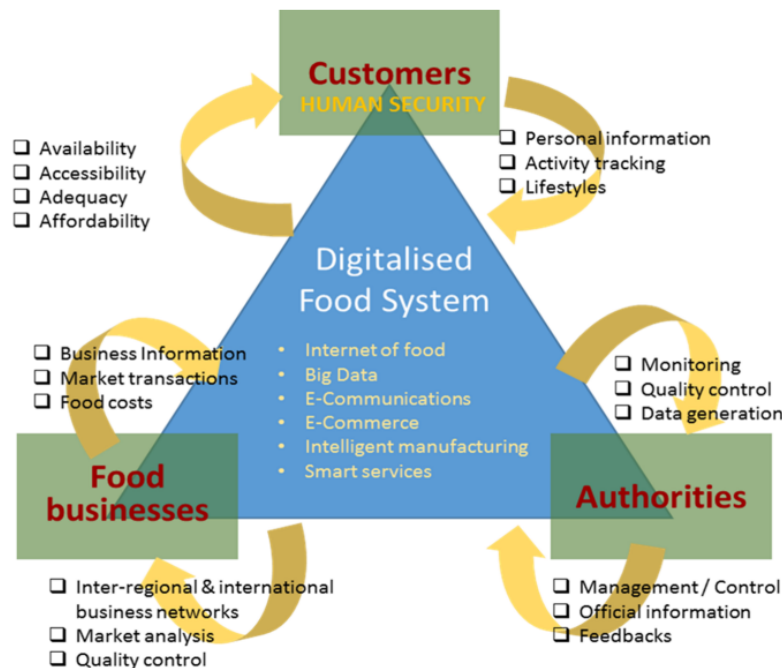 Customers
HUMAN SECURITY
❑ Availability
❑ Accessibility
❑ Adequacy
❑ Affordability
❑ Personal information
❑ Activity tracking
❑ Lifestyles
Digitalised
Food System
• Internet of food
• Big Data
• E-Communications
• E-Commerce
• Intelligent manufacturing
• Smart services
❑ Business Information
❑ Market transactions
❑ Food costs
❑ Monitoring
❑ Quality control
❑ Data generation
Food
businesses
Authorities
❑ Inter-regional & international
business networks
❑ Market analysis
❑ Quality control
❑ Management / Control
❑ Official information
❑ Feedbacks